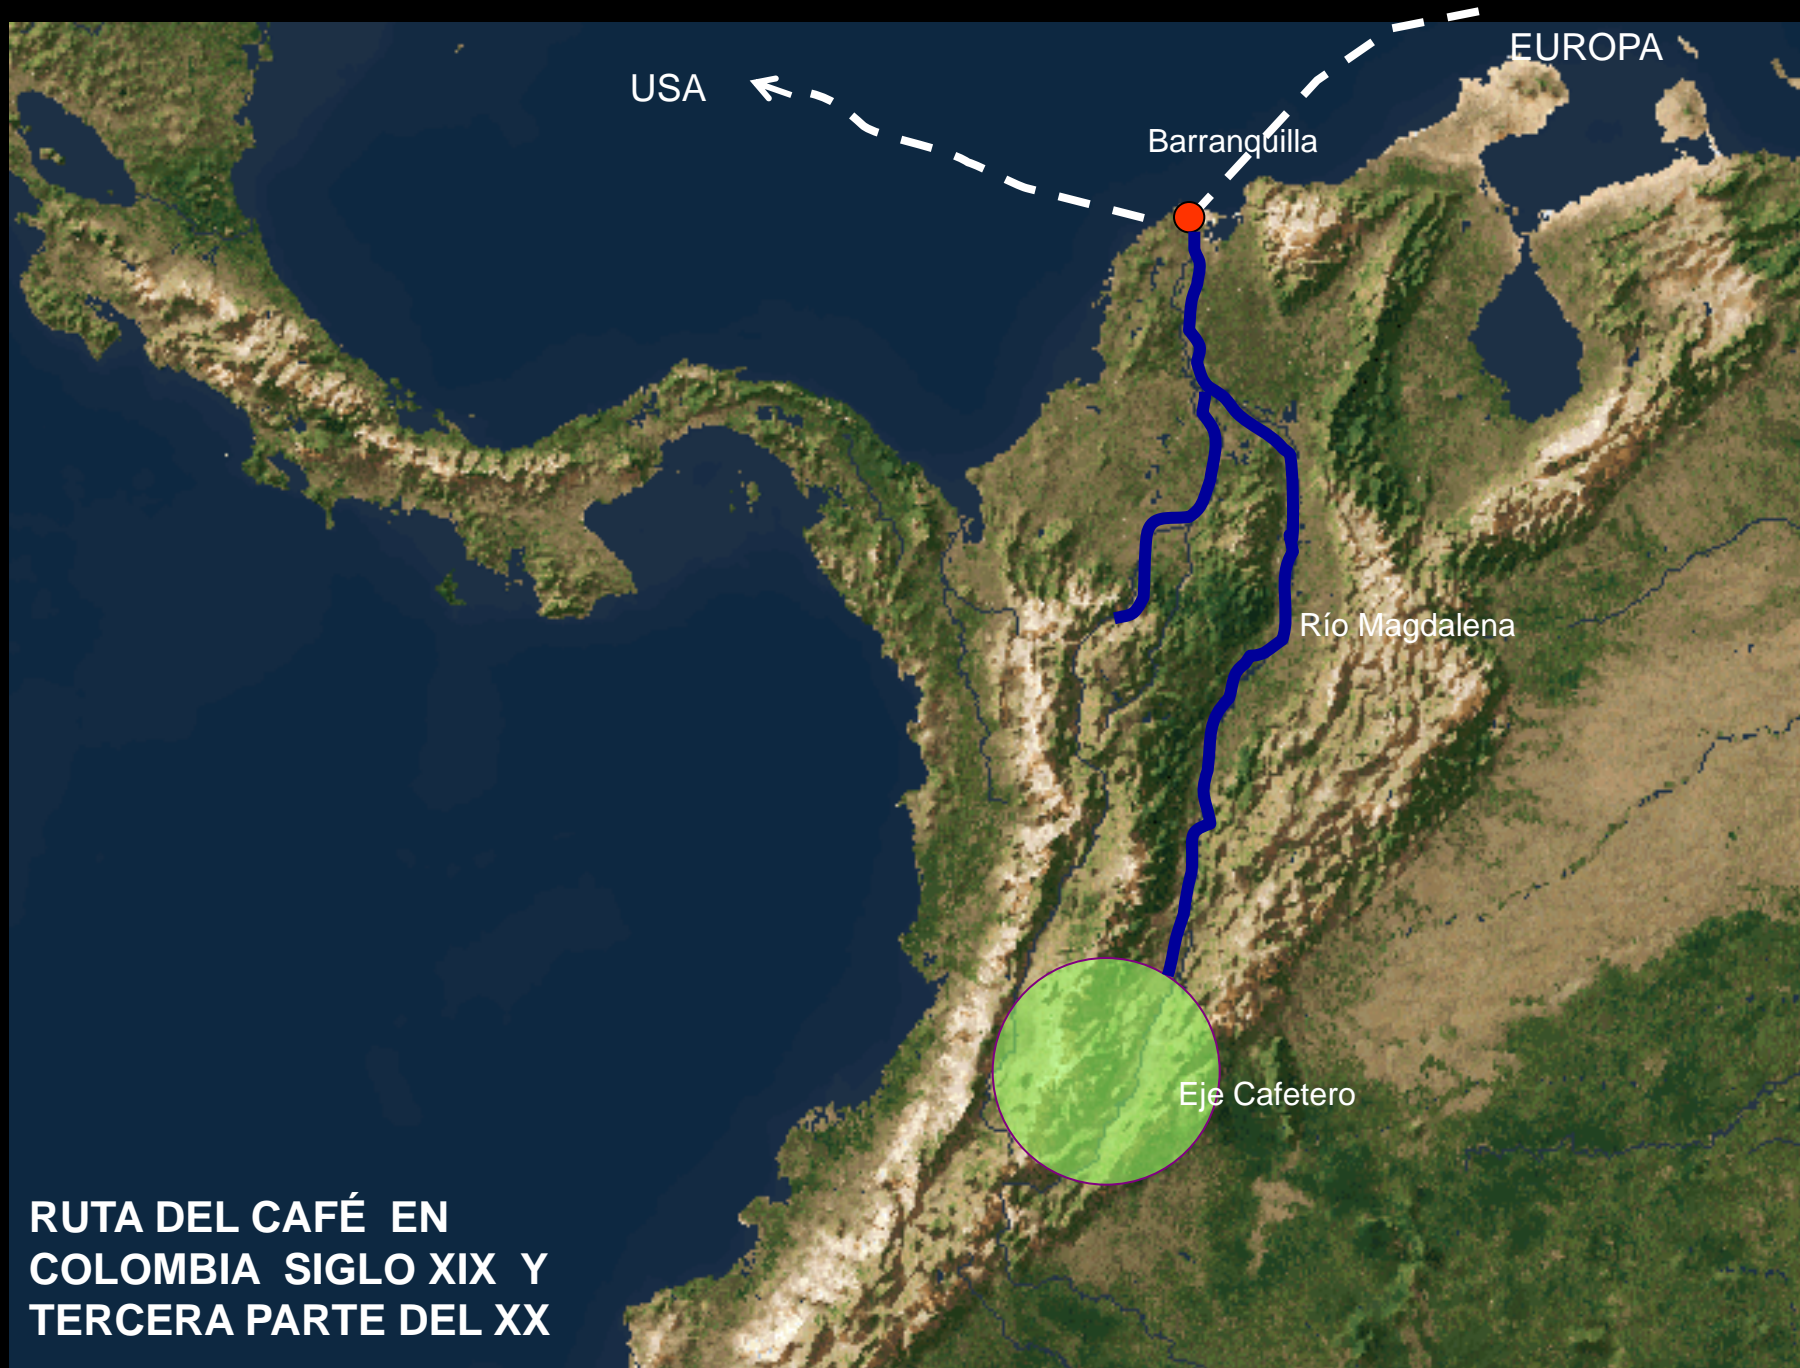 EUROPA
USA
Barranquilla
Río Magdalena
Eje Cafetero
RUTA DEL CAFÉ  EN
COLOMBIA  SIGLO XIX  Y
TERCERA PARTE DEL XX